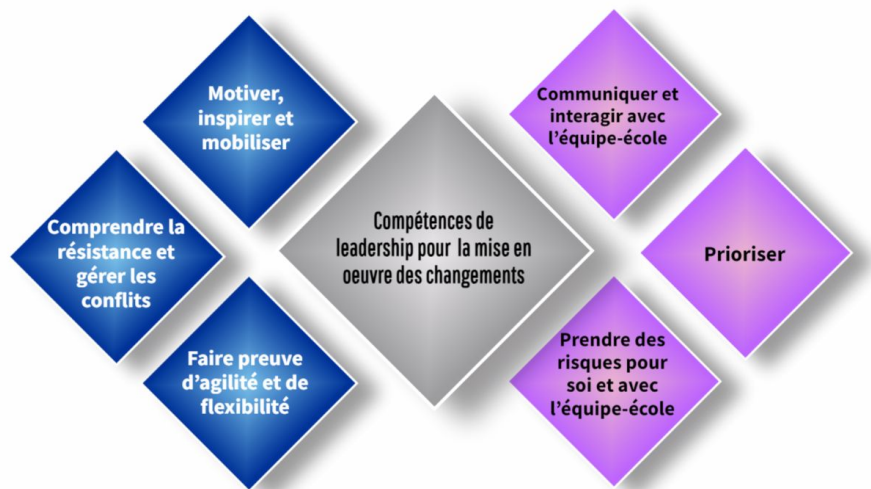 Motiver,
inspirer et
mobiliser
Comprendre la
résistance et
gérer les
conflits
Faire preuve
d'agilité et de
flexibilité
Compétences de
leadership pour la mise en
oeuvre des changements
Communiquer et
interagir avec
l'équipe-école
Prioriser
Prendre des
risques pour
soi et avec
l'équipe-école